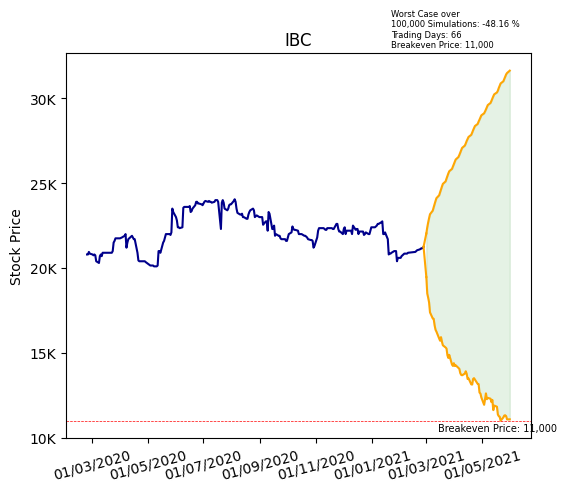 Worst Case over
100,000 Simulations: -48.16 %
Trading Days: 66
Breakeven Price: 11,000
IBC
Stock Price
30K
25K
20K
15K
10K
Breakeven Price: 11,000
01/03/2020
01/05/2020
01/07/2020
01/09/2020
01/11/2020
01/01/2021
01/03/2021
01/05/2021